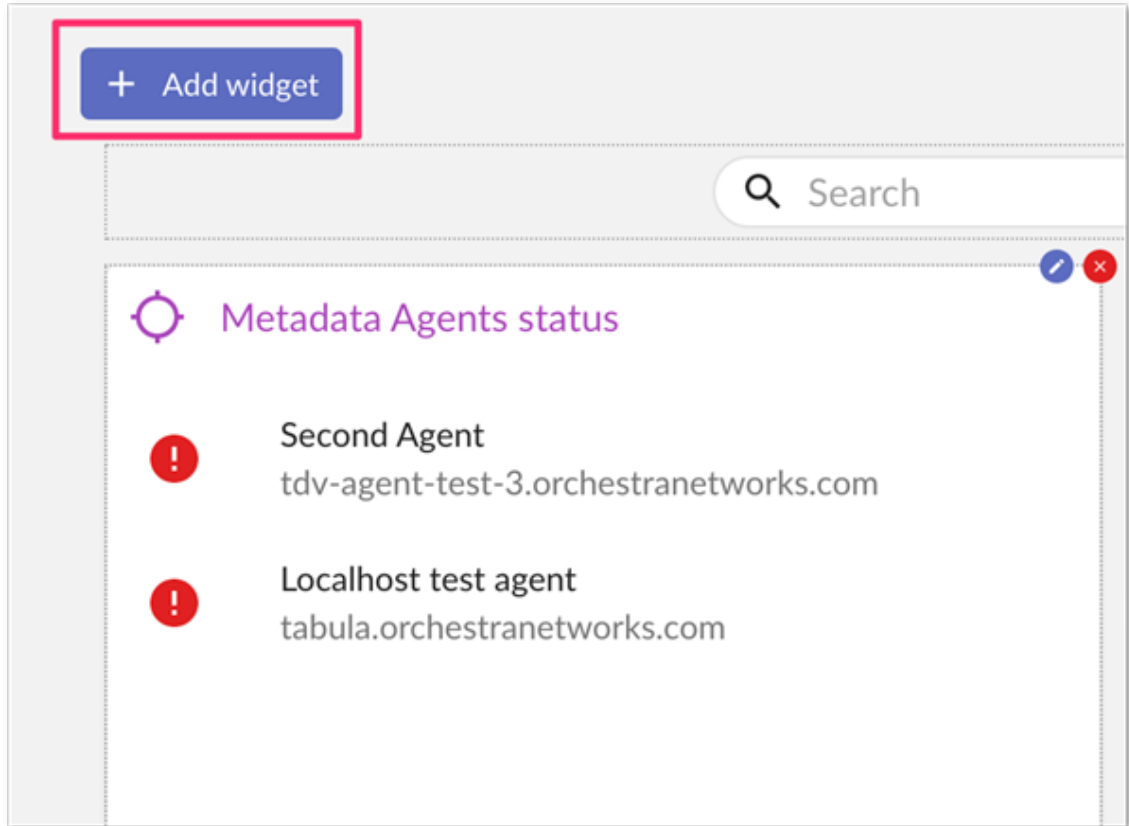 + Add widget
Search
Metadata Agents status
Second Agent
tdv-agent-test-3.orchestranetworks.com
Localhost test agent
tabula.orchestranetworks.com